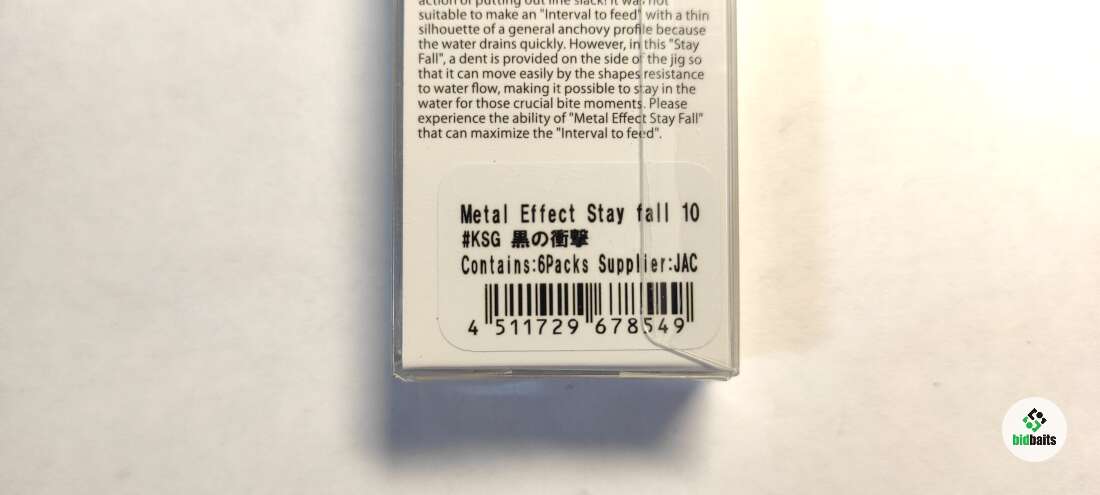 action of putting out line slack! It was not
suitable to make an "Interval to feed" with a thin
silhouette of a general anchovy profile because
the water drains quickly. However, in this "Stay
Fall", a dent is provided on the side of the jig so
that it can move easily by the shapes resistance
to water flow, making it possible to stay in the
water for those crucial bite moments. Please
experience the ability of "Metal Effect Stay Fall"
that can maximize the "Interval to feed".
Metal Effect Stay fall 10
#KSG 黒の衝撃
Contains:6Packs Supplier:JAC
4 511729 678549
bidbaits